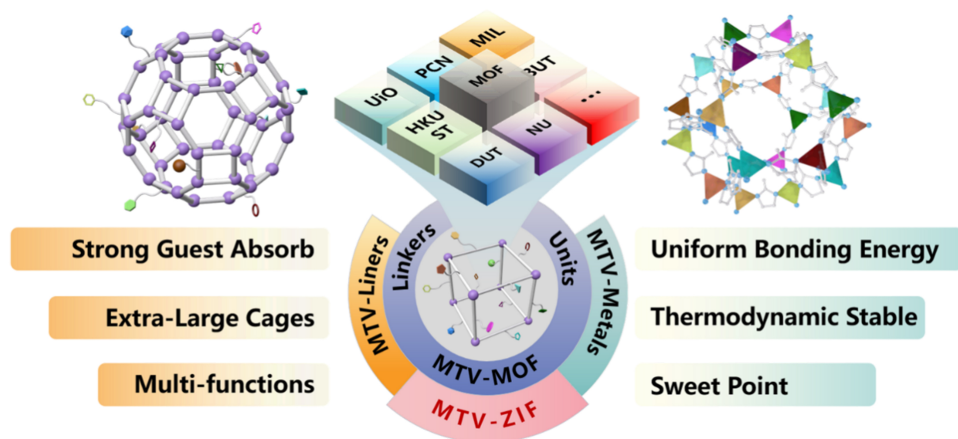 MIL
PCN
MOF
BUT
UiO
HKU
ST
NU
...
DUT
Strong Guest Absorb
Extra-Large Cages
Multi-functions
MTV-Liners
Linkers
Units
MTV-Metals
MTV-MOF
MTV-ZIF
Uniform Bonding Energy
Thermodynamic Stable
Sweet Point